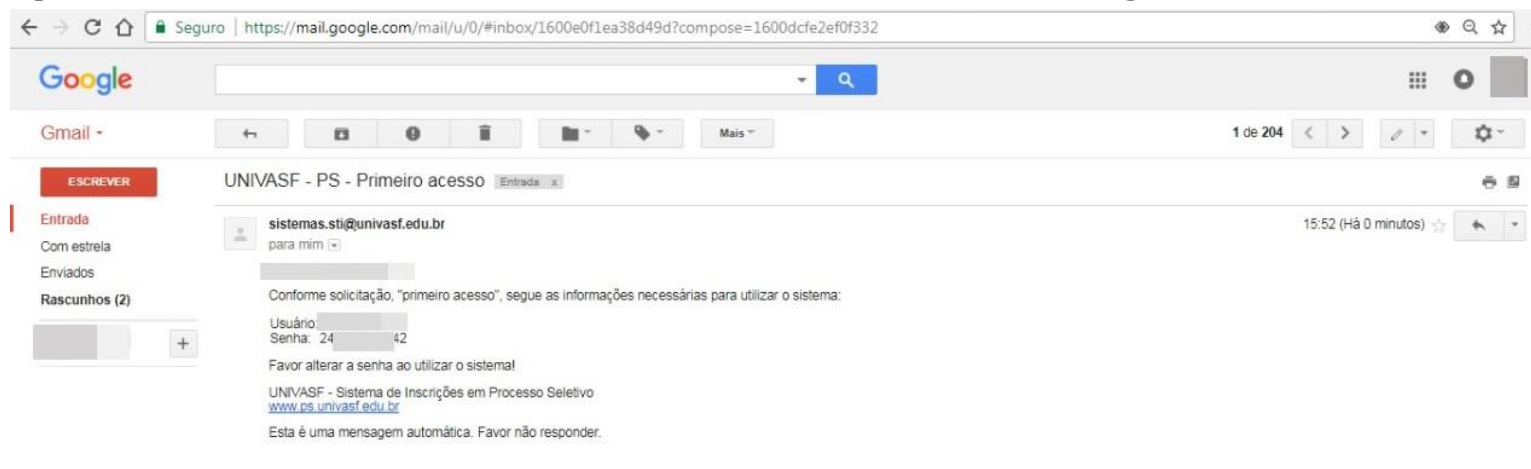 Seguro | https://mail.google.com/mail/u/0/#inbox/1600e0f1ea38d49d?compose=1600dcfe2ef0f332
Google
Gmail
Mais
1 de 204
ESCREVER
UNIVASF - PS - Primeiro acesso Entrada x
Entrada
sistemas.sti@univasf.edu.br
15:52 (Há 0 minutos)
Com estrela
para mim
Enviados
Rascunhos (2)
Conforme solicitação, "primeiro acesso", segue as informações necessárias para utilizar o sistema:
Usuário:
Senha: 24 42
Favor alterar a senha ao utilizar o sistema!
UNIVASF - Sistema de Inscrições em Processo Seletivo
www.ps.univasf.edu.br
Esta é uma mensagem automática. Favor não responder.